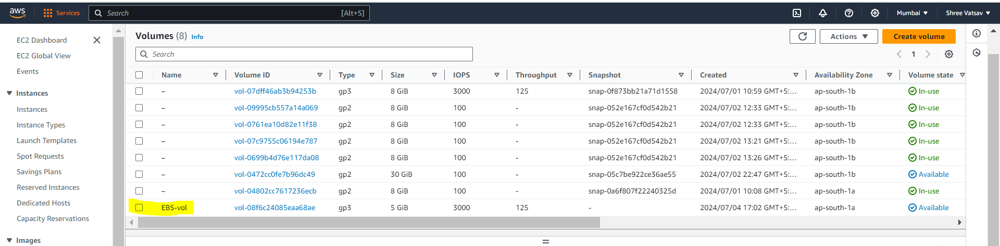 aws Services Search [Alt+S] Mumbai Shree Vatsav
EC2 Dashboard
EC2 Global View
Events
Instances
Instances
Instance Types
Launch Templates
Spot Requests
Savings Plans
Reserved Instances
Dedicated Hosts
Capacity Reservations
Images
Volumes (8) Info Actions Create volume
Search 1
Name Volume ID Type Size IOPS Throughput Snapshot Created Availability Zone Volume state
– vol-07dff46ab3b94253b gp3 8 GiB 3000 125 snap-0f873bb21a71d1558 2024/07/01 10:59 GMT+5:... ap-south-1b In-use
– vol-09995cb557a14a069 gp2 8 GiB 100 - snap-052e167cf0d542b21 2024/07/02 12:33 GMT+5:... ap-south-1b In-use
– vol-0761ea10d82e11f38 gp2 8 GiB 100 - snap-052e167cf0d542b21 2024/07/02 12:33 GMT+5:... ap-south-1b In-use
– vol-07c9755c06194e787 gp2 8 GiB 100 - snap-052e167cf0d542b21 2024/07/02 13:21 GMT+5:... ap-south-1b In-use
– vol-0699b4d76e117da08 gp2 8 GiB 100 - snap-052e167cf0d542b21 2024/07/02 13:26 GMT+5:... ap-south-1b In-use
– vol-0472cc0fe7b96dc49 gp2 30 GiB 100 - snap-05c7be922ce36ae55 2024/07/02 22:47 GMT+5:... ap-south-1b Available
– vol-04802cc7617236ecb gp2 8 GiB 100 - snap-0a6f807f22240325d 2024/07/01 10:08 GMT+5:... ap-south-1a In-use
EBS-vol vol-08f6c24085eaa68ae gp3 5 GiB 3000 125 - 2024/07/04 17:02 GMT+5:... ap-south-1a Available